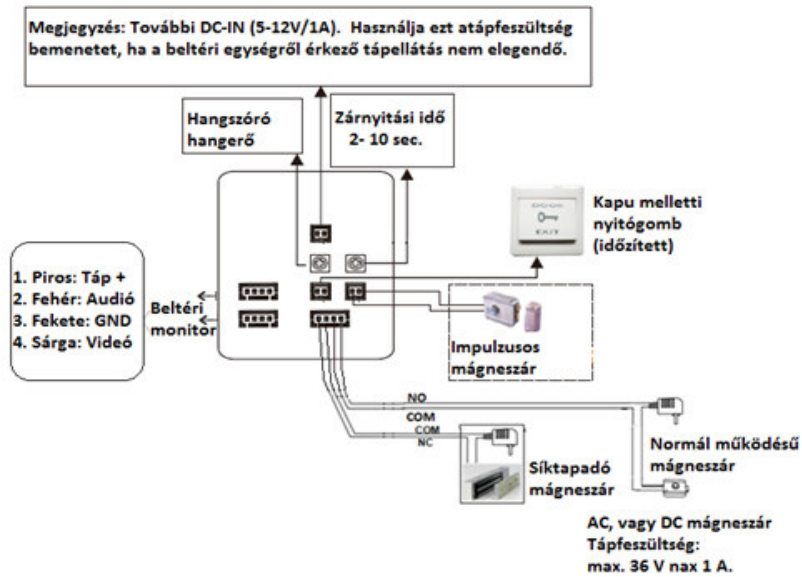 Megjegyzés: További DC-IN (5-12V/1A). Használja ezt atápfeszültség
bemenetet, ha a beltéri egységről érkező tápellátás nem elegendő.
Hangszóró
hangerő
Zárnyitási idő
2- 10 sec.
Kapu melletti
nyitógomb
(időzített)
DOOR
EXIT
1. Piros: Táp +
2. Fehér: Audió
3. Fekete: GND
4. Sárga: Videó
Beltéri
monitor
Impulzusos
mágneszár
NO
COM
COM
NC
Síktapadó
mágneszár
Normál működésű
mágneszár
AC, vagy DC mágneszár
Tápfeszültség:
max. 36 V nax 1 A.